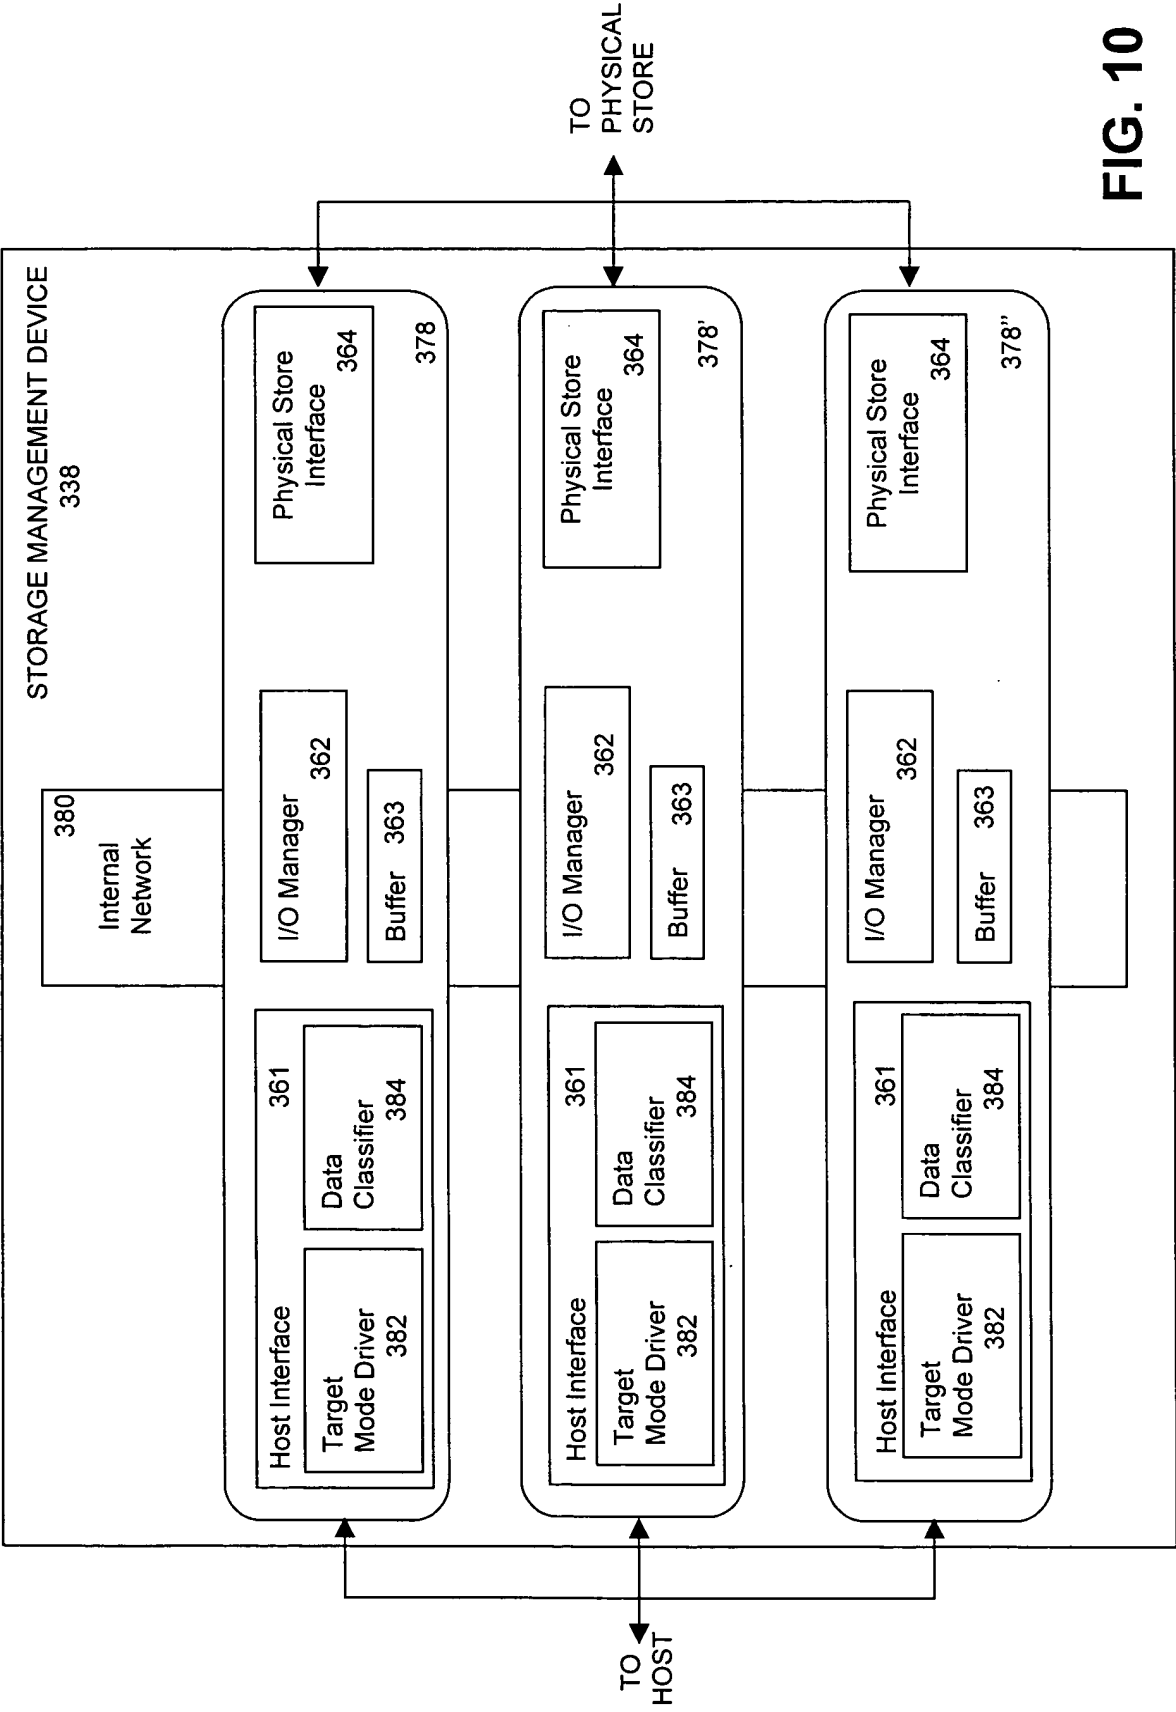 STORAGE MANAGEMENT DEVICE
338
380
Internal
Network
Host Interface
361
Target
Mode Driver
382
Data
Classifier
384
I/O Manager
362
Buffer 363
Physical Store
Interface
364
378
Host Interface
361
Target
Mode Driver
382
Data
Classifier
384
I/O Manager
362
Buffer 363
Physical Store
Interface
364
378'
Host Interface
361
Target
Mode Driver
382
Data
Classifier
384
I/O Manager
362
Buffer 363
Physical Store
Interface
364
378''
TO
HOST
TO
PHYSICAL
STORE
FIG. 10